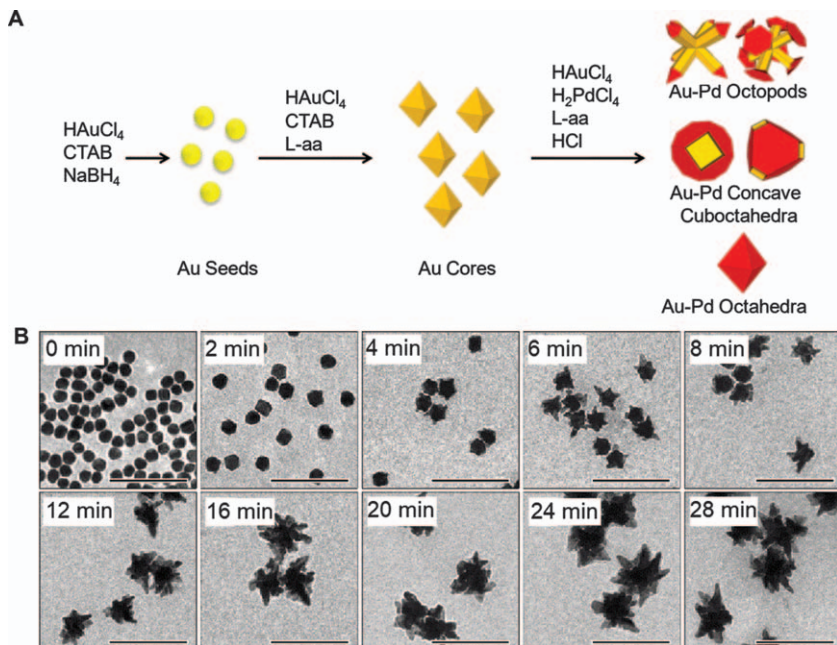 A
HAuCl₄
CTAB
NaBH₄
Au Seeds
HAuCl₄
CTAB
L-aa
Au Cores
HAuCl₄
H₂PdCl₄
L-aa
HCl
Au-Pd Octopods
Au-Pd Concave
Cuboctahedra
Au-Pd Octahedra
B
0 min
2 min
4 min
6 min
8 min
12 min
16 min
20 min
24 min
28 min